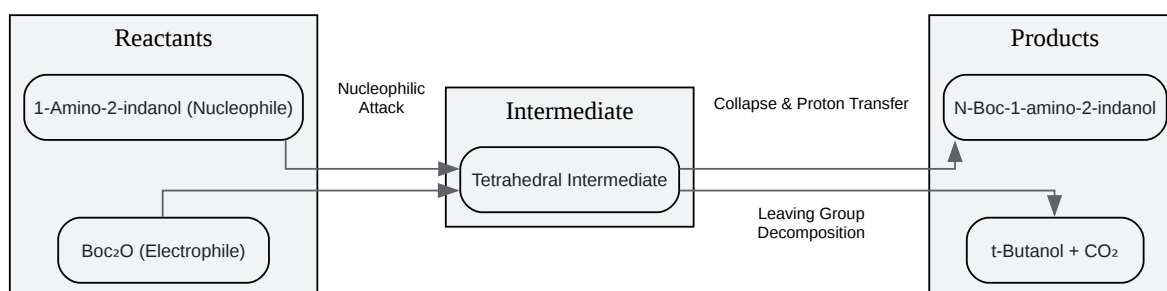 Reactants
1-Amino-2-indanol (Nucleophile)
Boc₂O (Electrophile)
Nucleophilic
Attack
Intermediate
Tetrahedral Intermediate
Collapse & Proton Transfer
Leaving Group
Decomposition
Products
N-Boc-1-amino-2-indanol
t-Butanol + CO₂